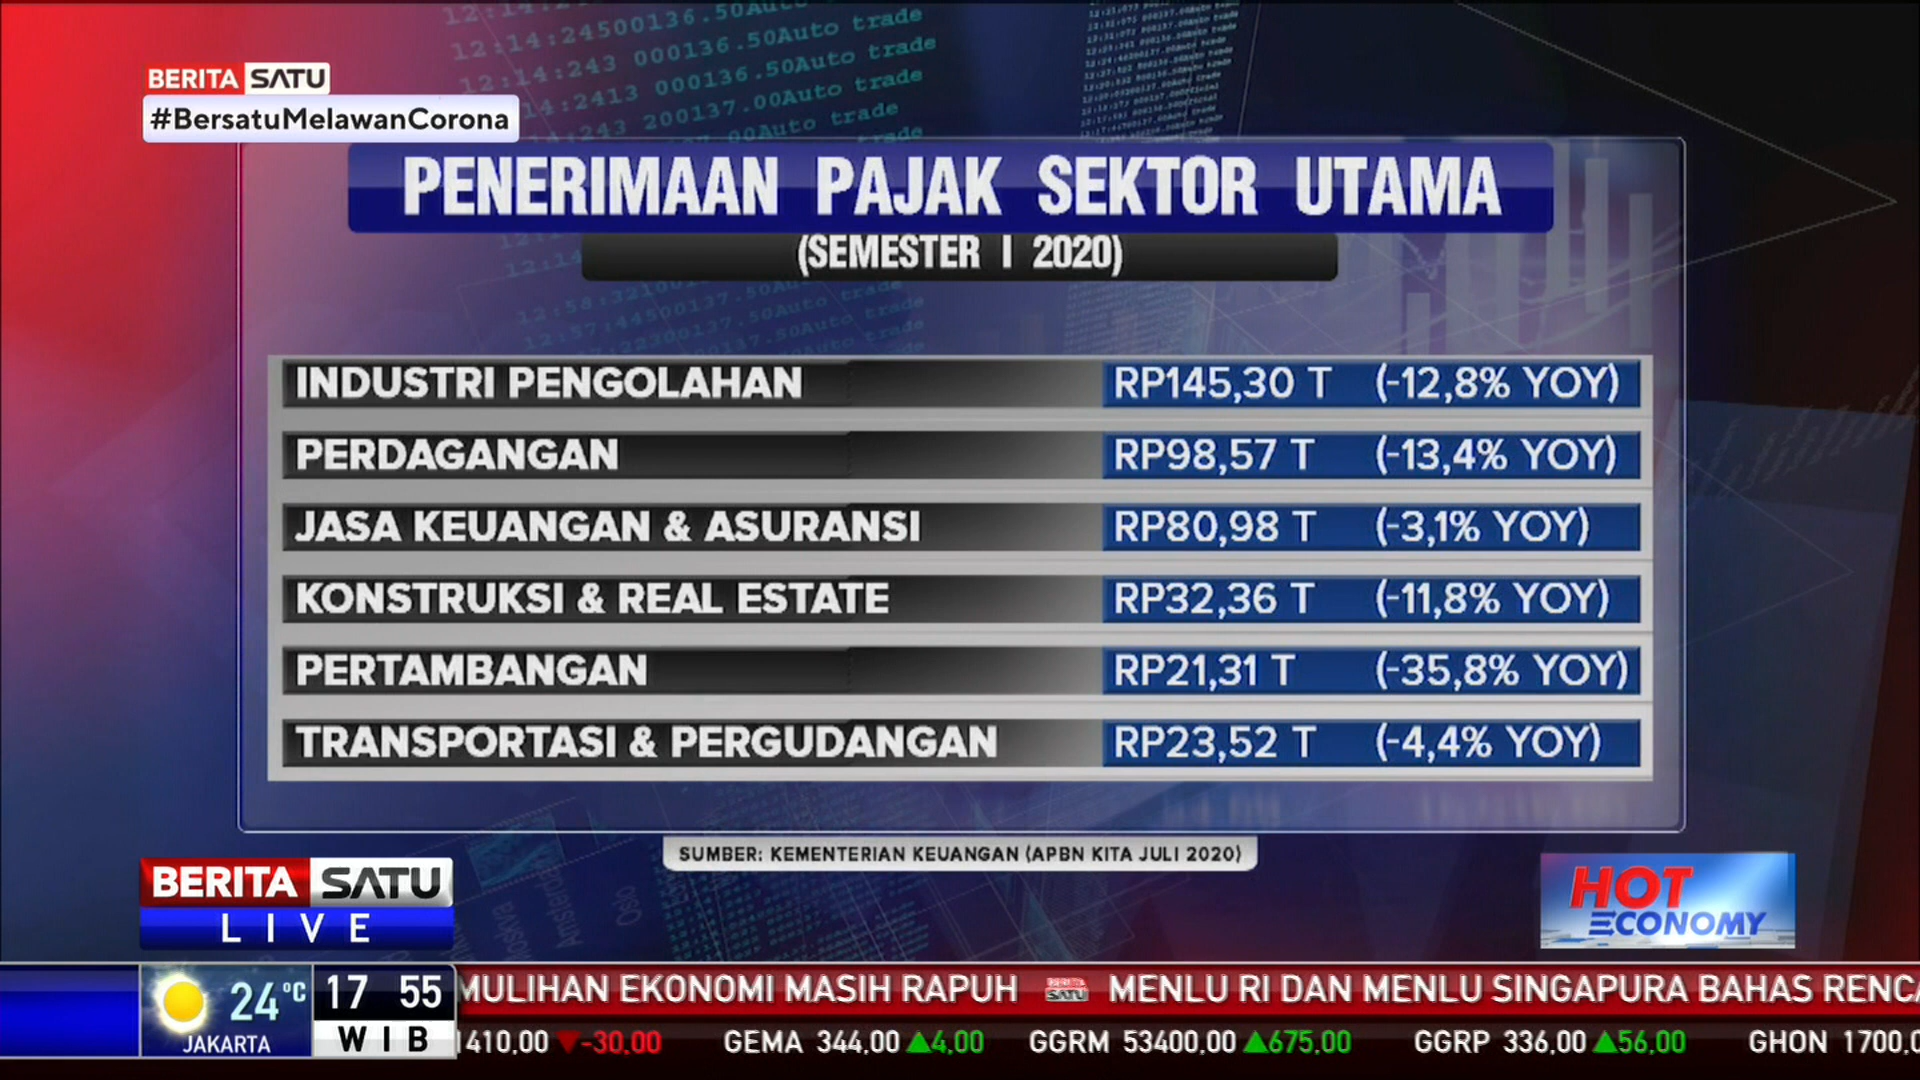 BERITA SATU
#BersatuMelawanCorona
PENERIMAAN PAJAK SEKTOR UTAMA
(SEMESTER I 2020)
INDUSTRI PENGOLAHAN RP145,30 T (-12,8% YOY)
PERDAGANGAN RP98,57 T (-13,4% YOY)
JASA KEUANGAN & ASURANSI RP80,98 T (-3,1% YOY)
KONSTRUKSI & REAL ESTATE RP32,36 T (-11,8% YOY)
PERTAMBANGAN RP21,31 T (-35,8% YOY)
TRANSPORTASI & PERGUDANGAN RP23,52 T (-4,4% YOY)
SUMBER: KEMENTERIAN KEUANGAN (APBN KITA JULI 2020)
BERITA SATU
LIVE
HOT
ECONOMY
24°C
JAKARTA
17 55
WIB
MULIHAN EKONOMI MASIH RAPUH BERITA SATU MENLU RI DAN MENLU SINGAPURA BAHAS RENCA
1410,00 ▼-30,00 GEMA 344,00 ▲4,00 GGRM 53400,00 ▲675,00 GGRP 336,00 ▲56,00 GHON 1700,0